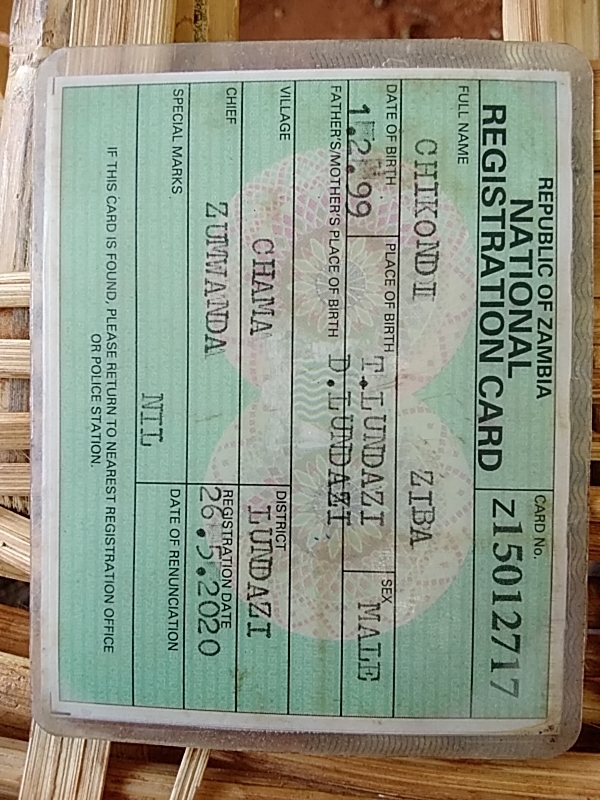 REPUBLIC OF ZAMBIA
NATIONAL
REGISTRATION CARD
CARD No.
Z15012717
FULL NAME
CHIKONDI ZIBA
DATE OF BIRTH PLACE OF BIRTH SEX
T.LUNDAZI MALE
FATHER'S/MOTHER'S PLACE OF BIRTH
D.LUNDAZI
VILLAGE DISTRICT
CHAMA LUNDAZI
CHIEF REGISTRATION DATE
ZUMWANDA 26.5.2020
SPECIAL MARKS DATE OF RENUNCIATION
NIL
IF THIS CARD IS FOUND, PLEASE RETURN TO NEAREST REGISTRATION OFFICE
OR POLICE STATION.